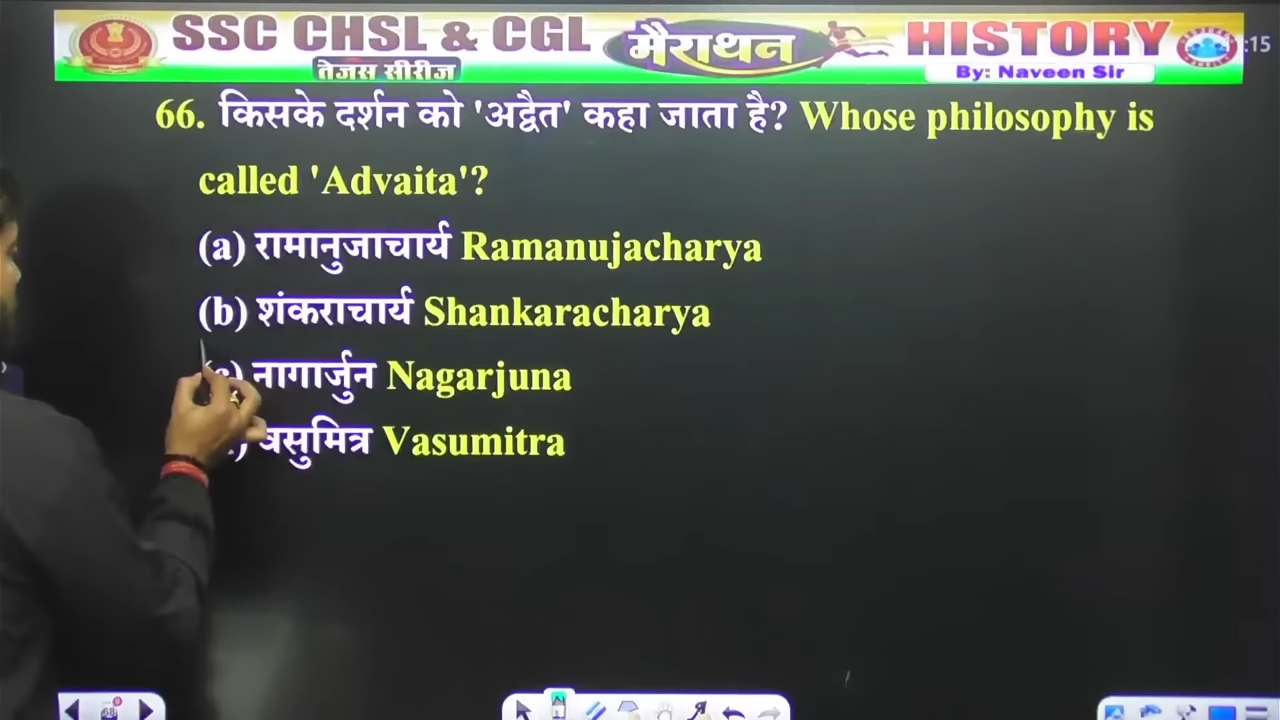 SSC CHSL & CGL
तेजस सीरीज
मैराथन
HISTORY
By: Naveen Sir
:15
66. किसके दर्शन को 'अद्वैत' कहा जाता है? Whose philosophy is
called 'Advaita'?
(a) रामानुजाचार्य Ramanujacharya
(b) शंकराचार्य Shankaracharya
नागार्जुन Nagarjuna
वसुमित्र Vasumitra